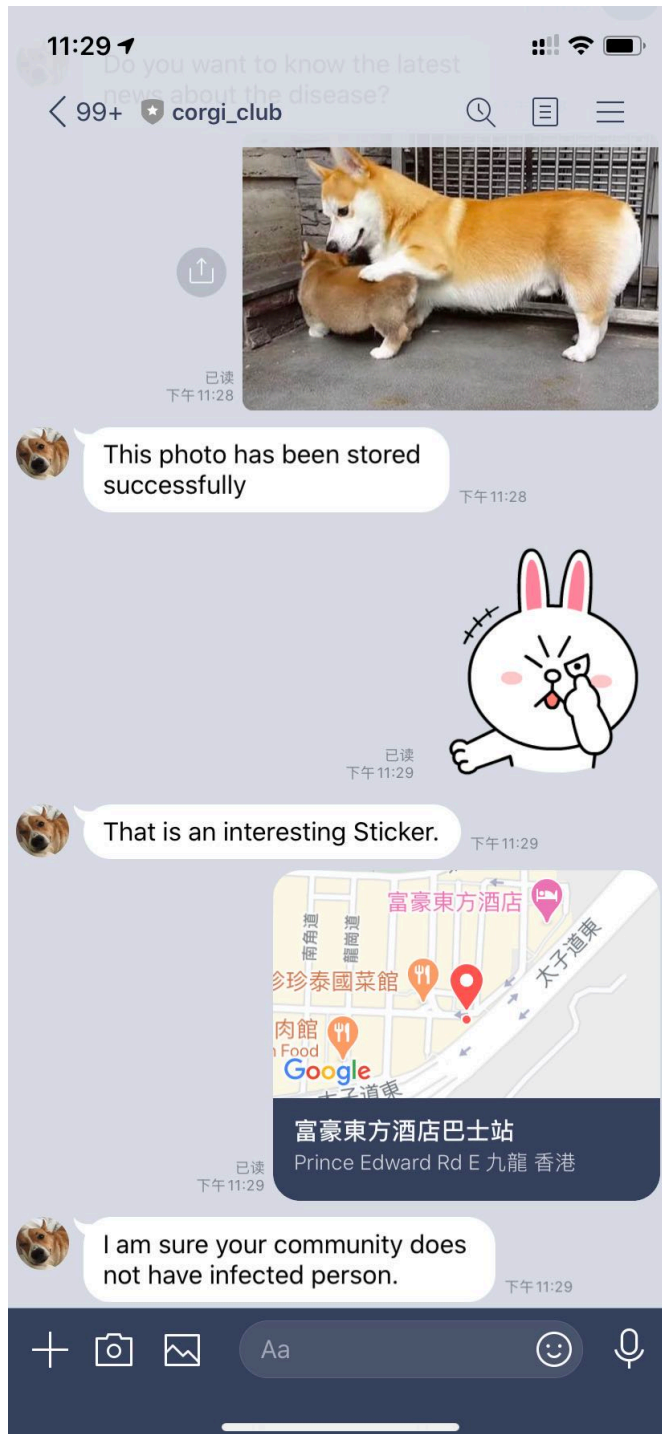 11:29
Do you want to know the latest
news about the disease?
99+ corgi_club
已读
下午11:28
This photo has been stored
successfully
下午11:28
已读
下午11:29
That is an interesting Sticker.
下午11:29
富豪東方酒店
南角道
龍崗道
太子道東
珍泰國菜館
肉館
Food
Google
太子道東
富豪東方酒店巴士站
Prince Edward Rd E 九龍 香港
已读
下午11:29
I am sure your community does
not have infected person.
下午11:29
Aa